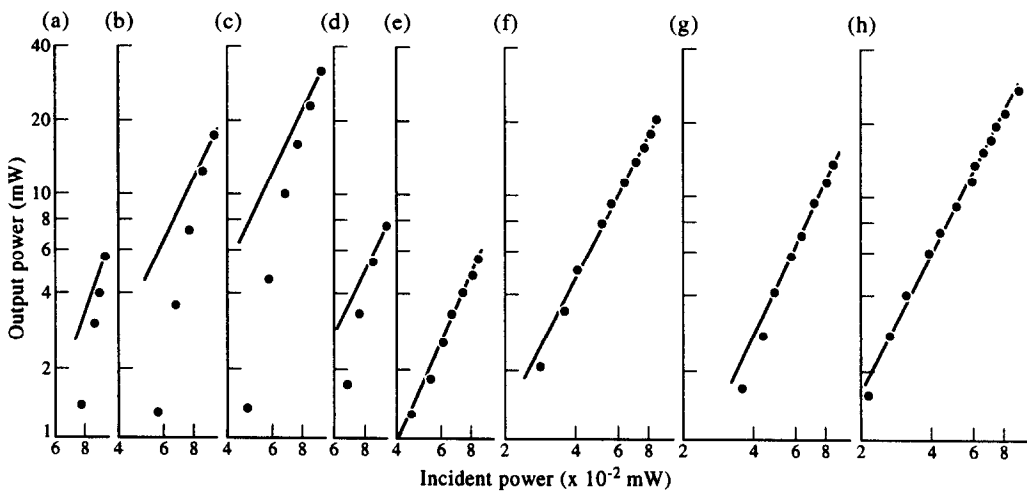 (a) (b) (c) (d) (e) (f) (g) (h)
40
20
10
8
6
4
2
1
Output power (mW)
6 8 4 6 8 4 6 8 6 8 4 6 8 2 4 6 8 2 4 6 8 2 4 6 8
Incident power (x 10⁻² mW)